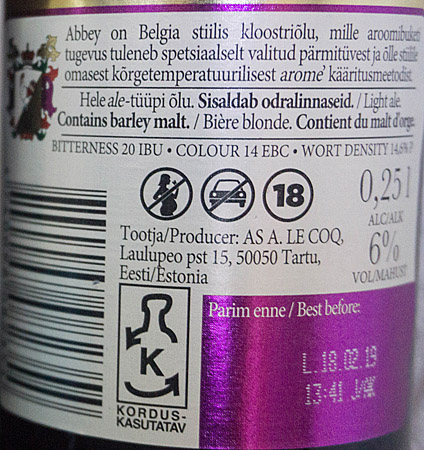 Abbey on Belgia stiilis kloostriõlu, mille aroomibukett
tugevus tuleneb spetsiaalselt valitud pärmitüvest ja õlle stiilile
omasest kõrgetemperatuurilisest arome' kääritusmeetodist.
Hele ale-tüüpi õlu. Sisaldab odralinnaseid. / Light ale.
Contains barley malt. / Bière blonde. Contient du malt d'orge.
BITTERNESS 20 IBU • COLOUR 14 EBC • WORT DENSITY 14,6% P
18
0,25 l
ALC/ALK
6%
VOL/MAHUST
Tootja/Producer: AS A. LE COQ,
Laulupeo pst 15, 50050 Tartu,
Eesti/Estonia
K
KORDUS-
KASUTATAV
Parim enne / Best before:
L.18.02.19
13:41